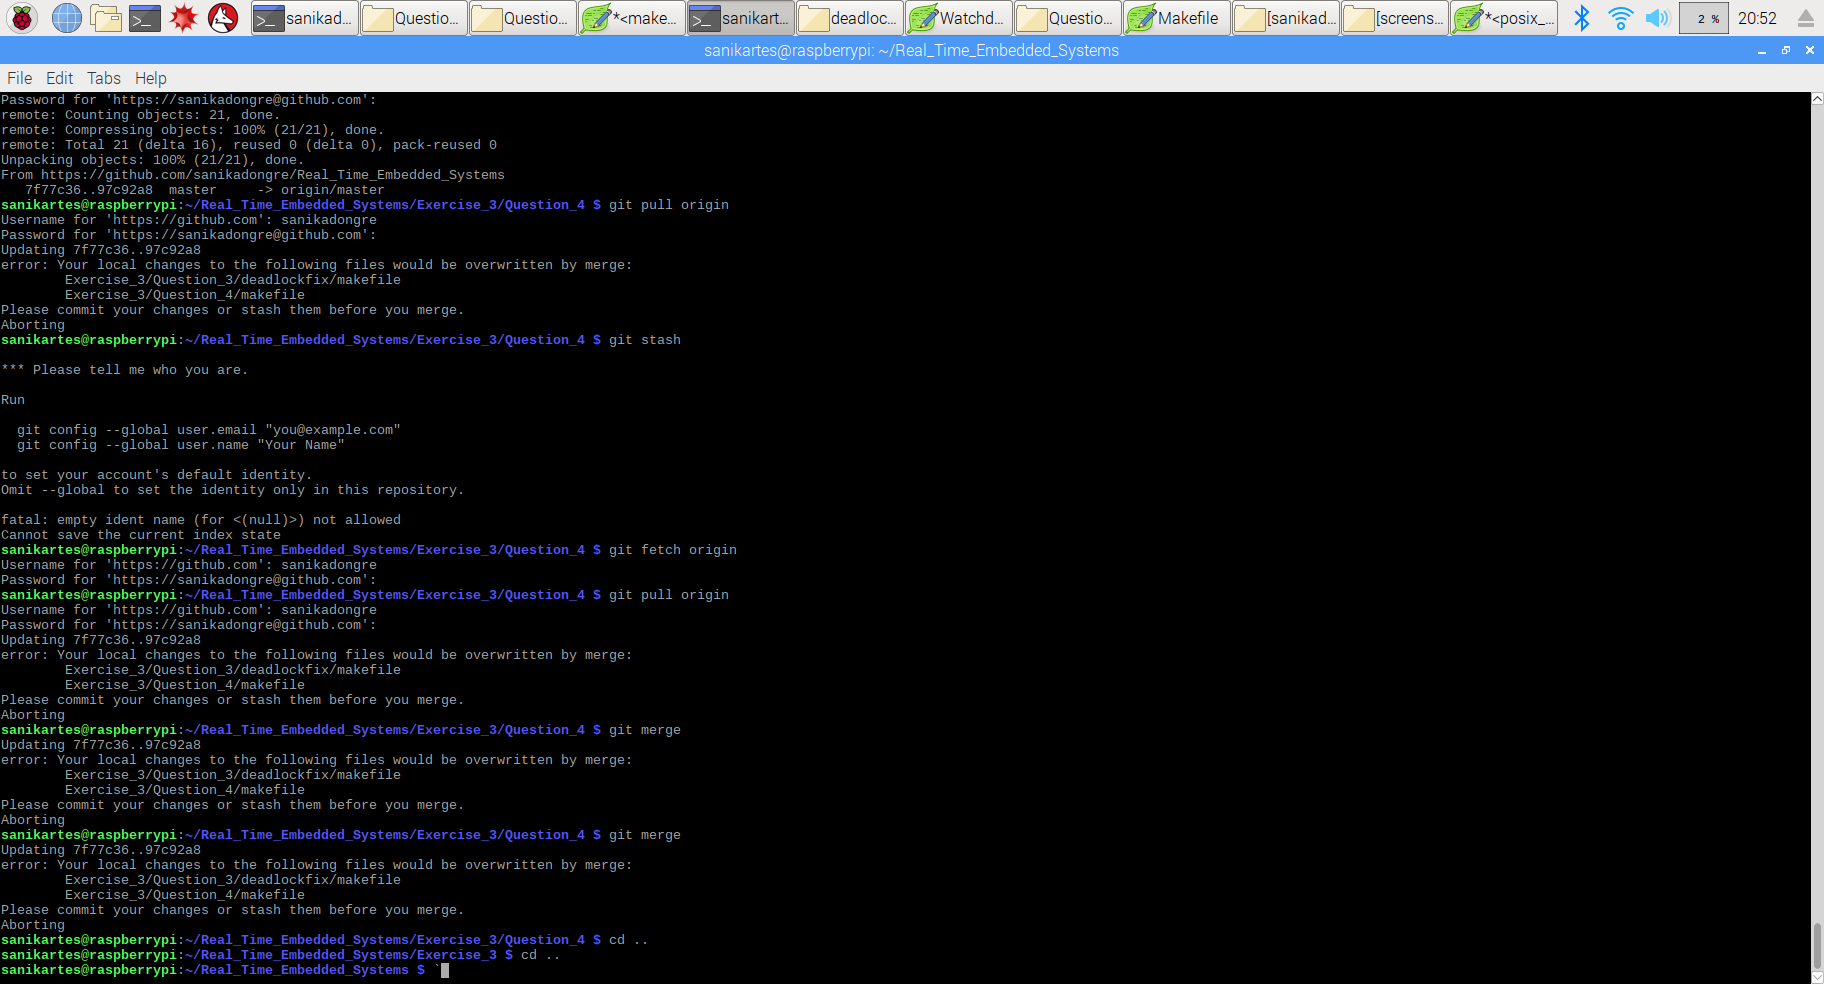 sanikad... Questio... Questio... *<make... sanikart... deadloc... Watchd... Questio... Makefile [sanikad... [screens... *<posix_... 2 % 20:52
sanikartes@raspberrypi: ~/Real_Time_Embedded_Systems
File Edit Tabs Help
Password for 'https://sanikadongre@github.com':
remote: Counting objects: 21, done.
remote: Compressing objects: 100% (21/21), done.
remote: Total 21 (delta 16), reused 0 (delta 0), pack-reused 0
Unpacking objects: 100% (21/21), done.
From https://github.com/sanikadongre/Real_Time_Embedded_Systems
   7f77c36..97c92a8  master     -> origin/master
sanikartes@raspberrypi:~/Real_Time_Embedded_Systems/Exercise_3/Question_4 $ git pull origin
Username for 'https://github.com': sanikadongre
Password for 'https://sanikadongre@github.com':
Updating 7f77c36..97c92a8
error: Your local changes to the following files would be overwritten by merge:
        Exercise_3/Question_3/deadlockfix/makefile
        Exercise_3/Question_4/makefile
Please commit your changes or stash them before you merge.
Aborting
sanikartes@raspberrypi:~/Real_Time_Embedded_Systems/Exercise_3/Question_4 $ git stash
*** Please tell me who you are.
Run
  git config --global user.email "you@example.com"
  git config --global user.name "Your Name"
to set your account's default identity.
Omit --global to set the identity only in this repository.
fatal: empty ident name (for <(null)>) not allowed
Cannot save the current index state
sanikartes@raspberrypi:~/Real_Time_Embedded_Systems/Exercise_3/Question_4 $ git fetch origin
Username for 'https://github.com': sanikadongre
Password for 'https://sanikadongre@github.com':
sanikartes@raspberrypi:~/Real_Time_Embedded_Systems/Exercise_3/Question_4 $ git pull origin
Username for 'https://github.com': sanikadongre
Password for 'https://sanikadongre@github.com':
Updating 7f77c36..97c92a8
error: Your local changes to the following files would be overwritten by merge:
        Exercise_3/Question_3/deadlockfix/makefile
        Exercise_3/Question_4/makefile
Please commit your changes or stash them before you merge.
Aborting
sanikartes@raspberrypi:~/Real_Time_Embedded_Systems/Exercise_3/Question_4 $ git merge
Updating 7f77c36..97c92a8
error: Your local changes to the following files would be overwritten by merge:
        Exercise_3/Question_3/deadlockfix/makefile
        Exercise_3/Question_4/makefile
Please commit your changes or stash them before you merge.
Aborting
sanikartes@raspberrypi:~/Real_Time_Embedded_Systems/Exercise_3/Question_4 $ git merge
Updating 7f77c36..97c92a8
error: Your local changes to the following files would be overwritten by merge:
        Exercise_3/Question_3/deadlockfix/makefile
        Exercise_3/Question_4/makefile
Please commit your changes or stash them before you merge.
Aborting
sanikartes@raspberrypi:~/Real_Time_Embedded_Systems/Exercise_3/Question_4 $ cd ..
sanikartes@raspberrypi:~/Real_Time_Embedded_Systems/Exercise_3 $ cd ..
sanikartes@raspberrypi:~/Real_Time_Embedded_Systems $ `